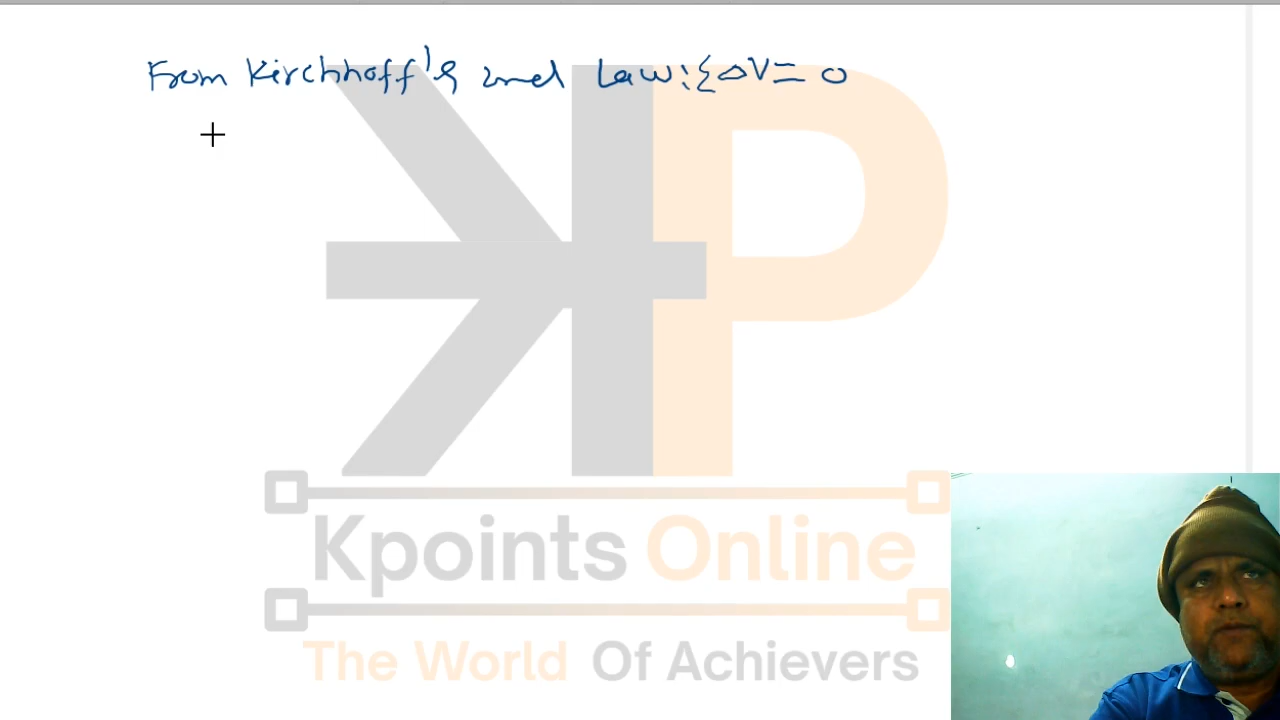 From Kirchhoff's 2nd Law: ΣΔV = 0
Kpoints Online
The World Of Achievers